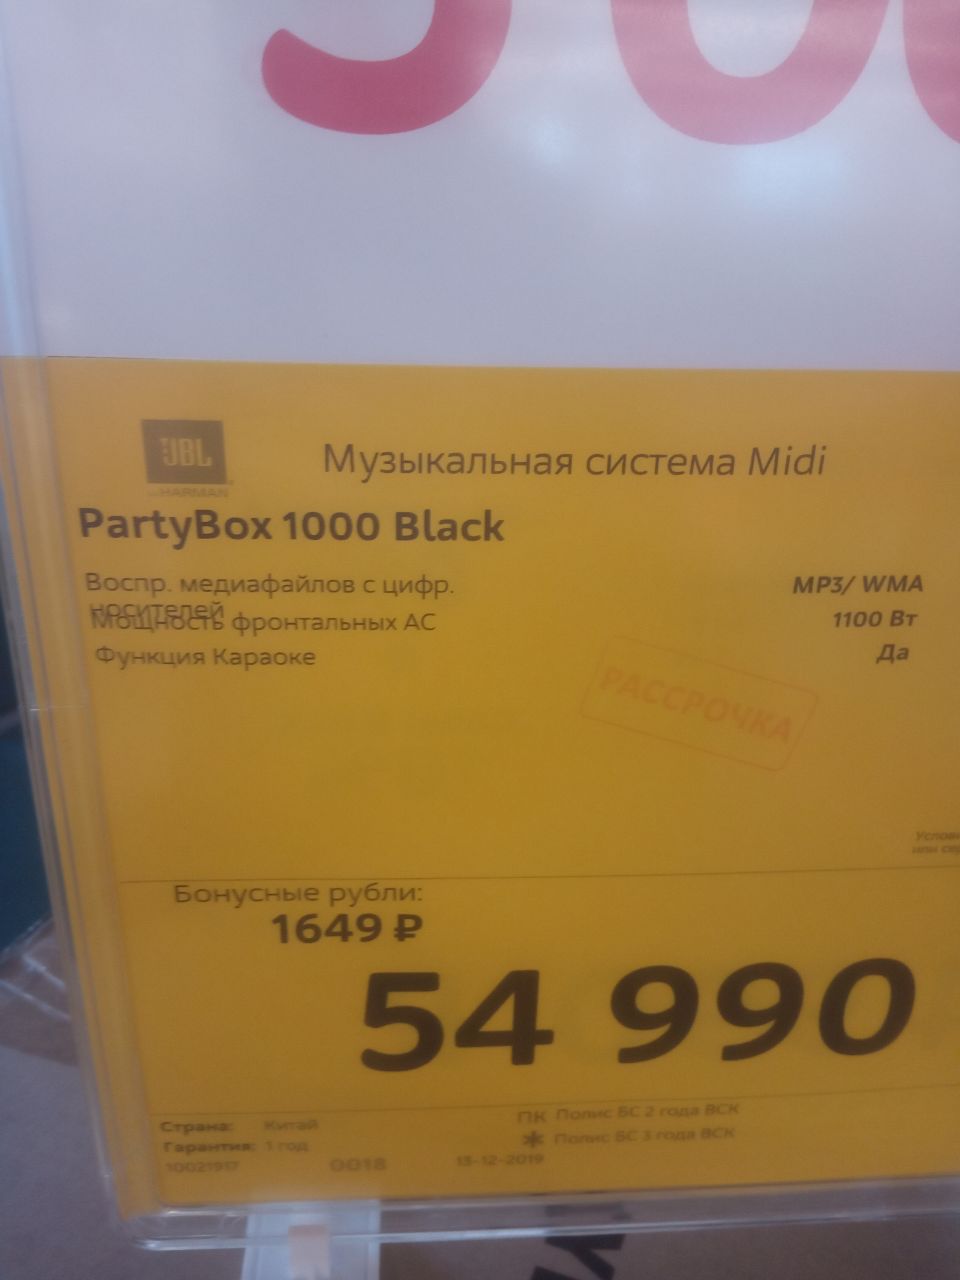 JBL
by HARMAN
Музыкальная система Midi
PartyBox 1000 Black
Воспр. медиафайлов с цифр. носителей MP3/ WMA
Мощность фронтальных АС 1100 Вт
Функция Караоке Да
РАССРОЧКА
Бонусные рубли:
1649 ₽
54 990
Страна: Китай
Гарантия: 1 год
10021917 0018 13-12-2019
ПК Полис БС 2 года ВСК
✱ Полис БС 3 года ВСК